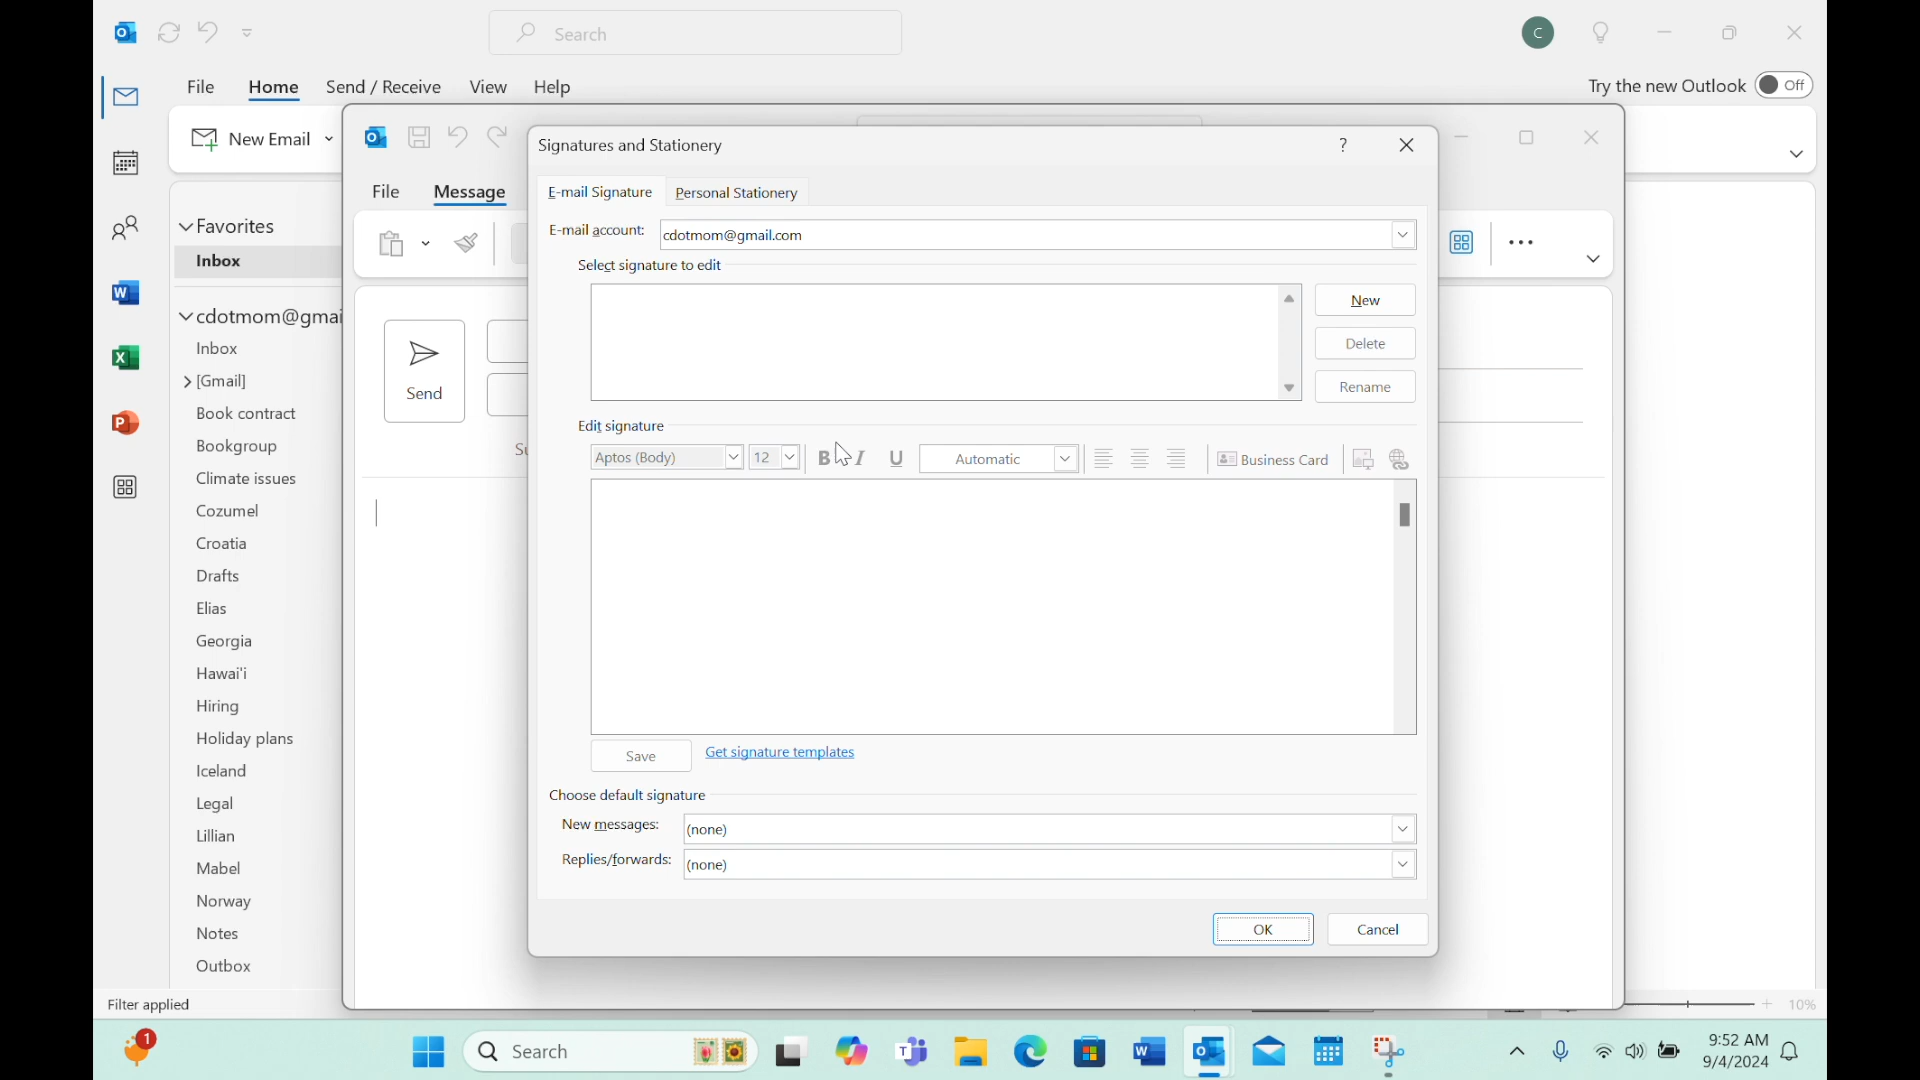 Search
C
File Home Send / Receive View Help
Try the new Outlook Off
New Email
Signatures and Stationery ?
File Message
E-mail Signature Personal Stationery
Favorites
E-mail account: cdotmom@gmail.com
Inbox
Select signature to edit
New
cdotmom@gmai
Inbox
Delete
[Gmail]
Rename
Send
Book contract
Edit signature
Bookgroup
Su
Aptos (Body) 12 B I U Automatic Business Card
Climate issues
Cozumel
Croatia
Drafts
Elias
Georgia
Hawai'i
Hiring
Holiday plans
Save Get signature templates
Iceland
Choose default signature
Legal
New messages: (none)
Lillian
Replies/forwards: (none)
Mabel
Norway
OK Cancel
Notes
Outbox
Filter applied
10%
1
Search
9:52 AM
9/4/2024